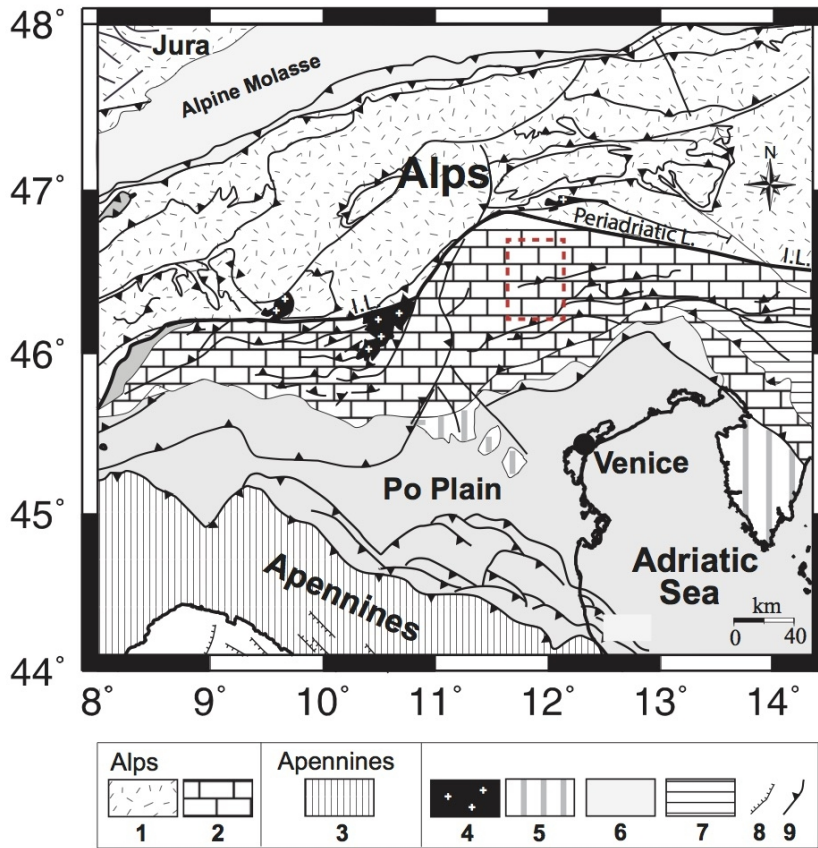 48°
47°
46°
45°
44°
8°
9°
10°
11°
12°
13°
14°
Jura
Alpine Molasse
Alps
N
Periadriatic L.
I.L.
I.L.
Venice
Po Plain
Adriatic
Sea
Apennines
km
0 40
Alps
Apennines
1 2 3 4 5 6 7 8 9